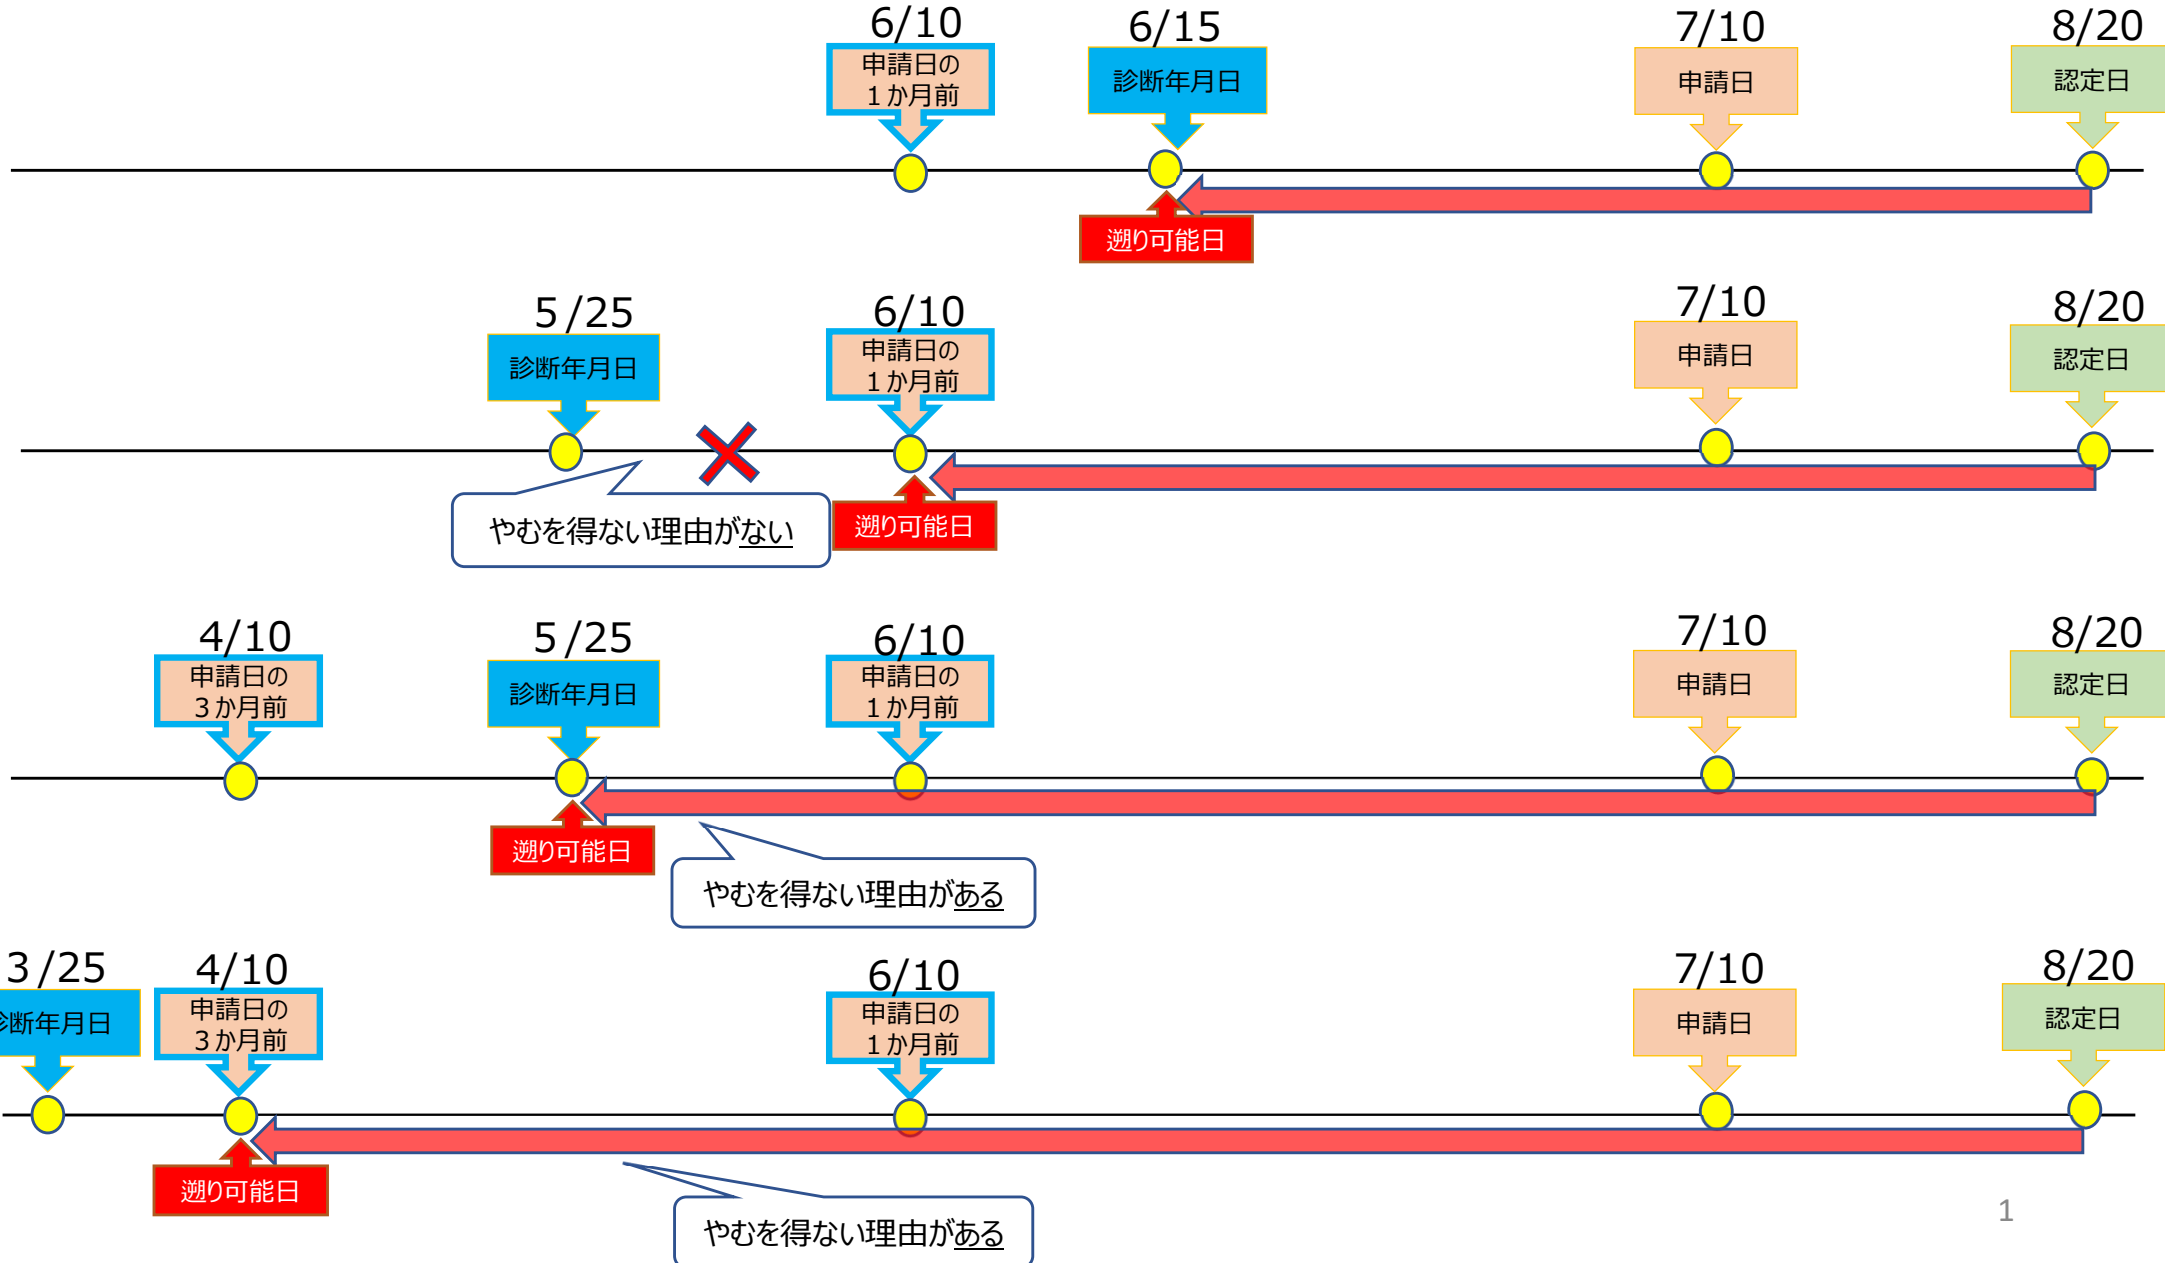 6/10
申請日の
１か月前
6/15
診断年月日
7/10
申請日
8/20
認定日
遡り可能日
５/25
診断年月日
6/10
申請日の
１か月前
7/10
申請日
8/20
認定日
やむを得ない理由がない
遡り可能日
4/10
申請日の
３か月前
５/25
診断年月日
6/10
申請日の
１か月前
7/10
申請日
8/20
認定日
遡り可能日
やむを得ない理由がある
３/25
診断年月日
4/10
申請日の
３か月前
6/10
申請日の
１か月前
7/10
申請日
8/20
認定日
遡り可能日
やむを得ない理由がある
1